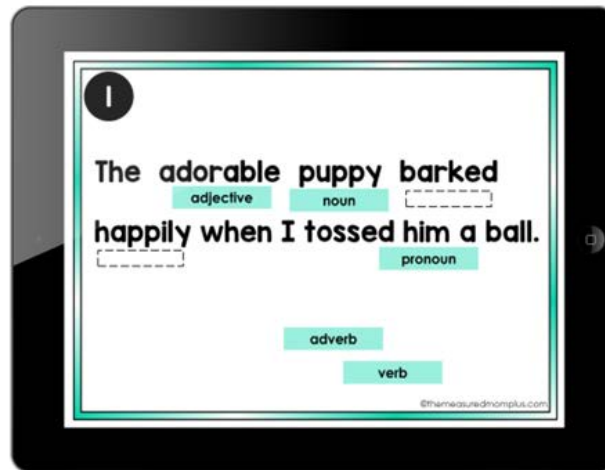 1
The adorable puppy barked
adjective noun
happily when I tossed him a ball.
pronoun
adverb
verb
©themeasuredmomplus.com